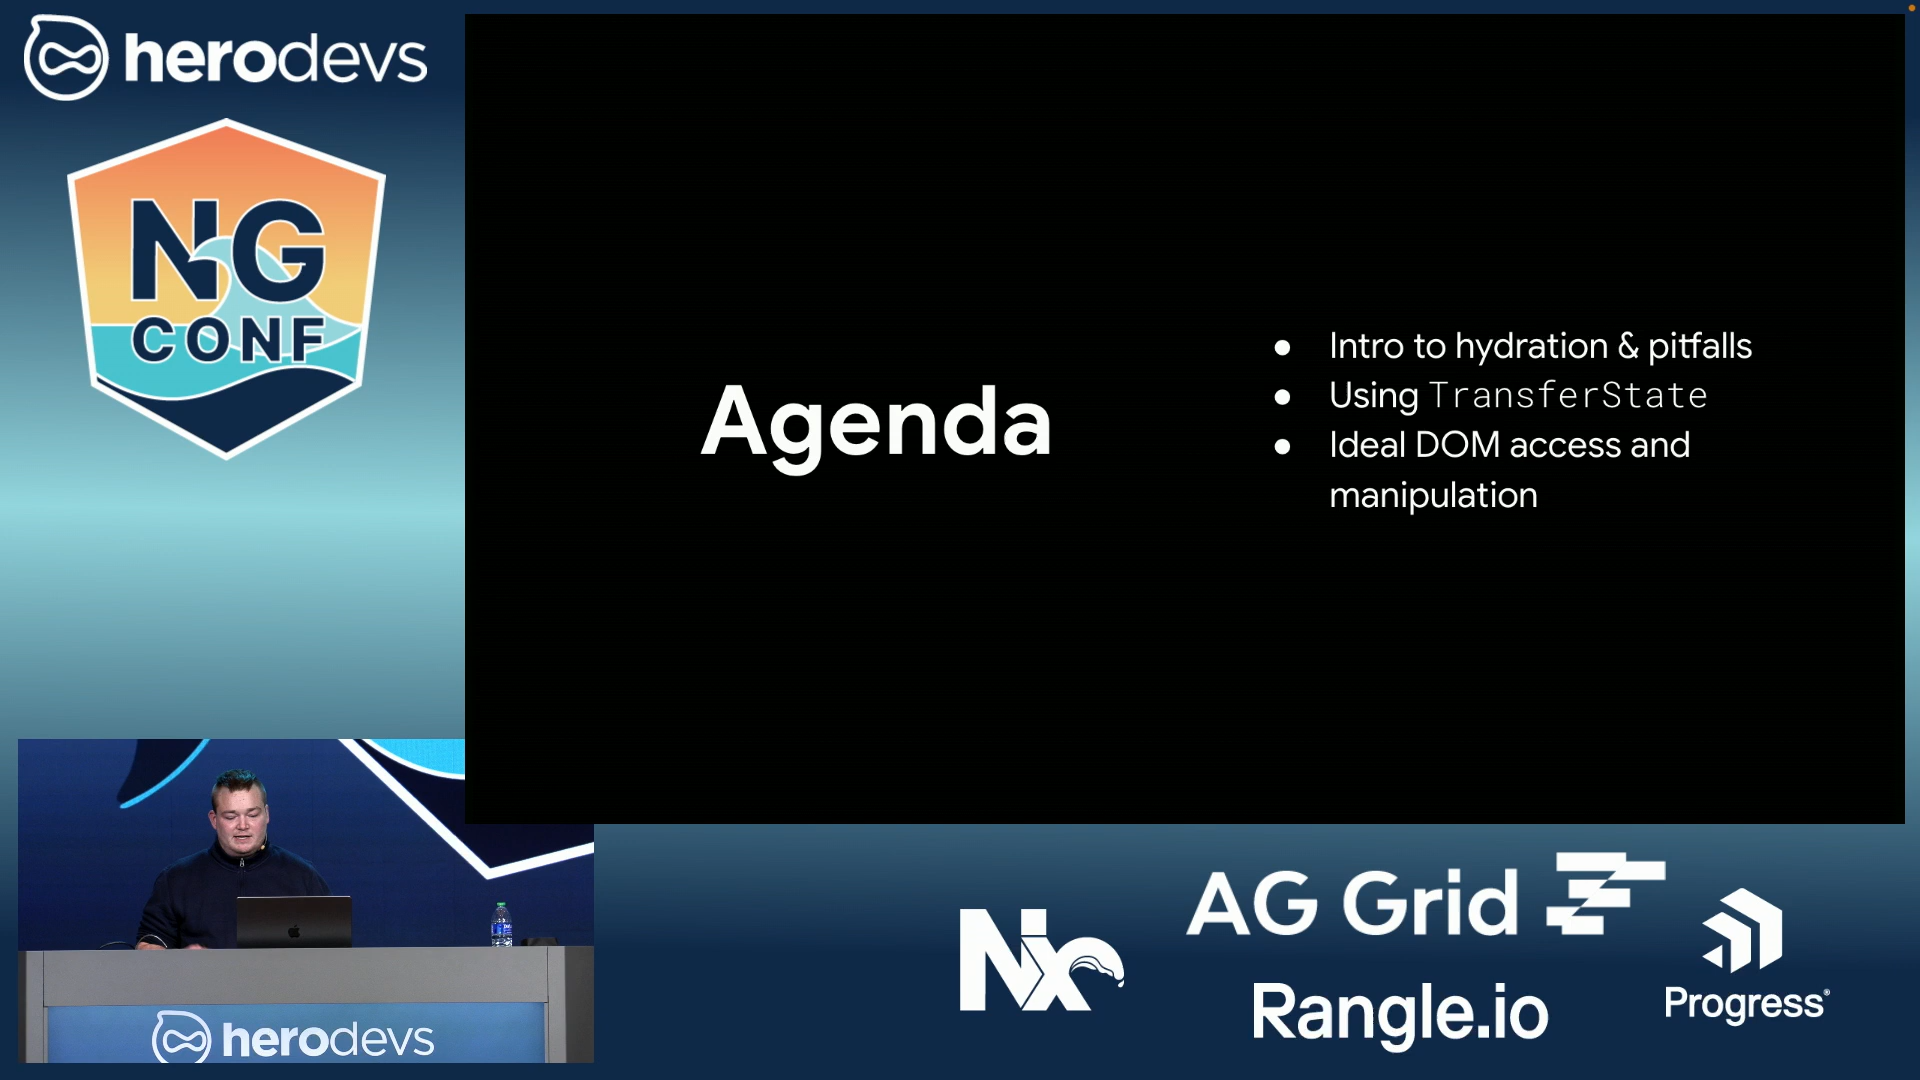 herodevs
NG
CONF
Agenda
● Intro to hydration & pitfalls
● Using TransferState
● Ideal DOM access and
manipulation
herodevs
Nx
AG Grid
Rangle.io
Progress®